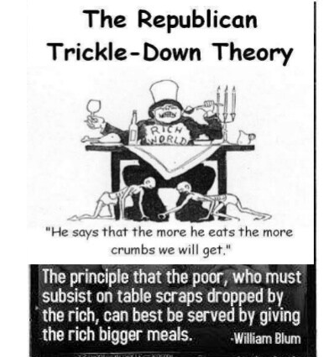 The Republican
Trickle-Down Theory
RICH
WORLD
"He says that the more he eats the more
crumbs we will get."
The principle that the poor, who must
subsist on table scraps dropped by
the rich, can best be served by giving
the rich bigger meals. -William Blum